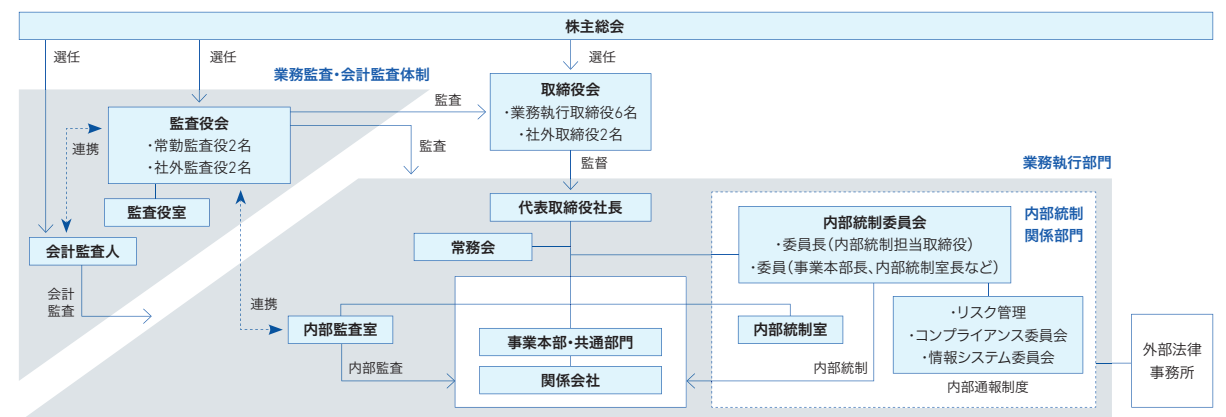 株主総会
選任
選任
選任
業務監査・会計監査体制
取締役会
・業務執行取締役6名
・社外取締役2名
監査
監査役会
・常勤監査役2名
・社外監査役2名
連携
監査
監督
業務執行部門
監査役室
代表取締役社長
内部統制
関係部門
内部統制委員会
・委員長（内部統制担当取締役）
・委員（事業本部長、内部統制室長など）
会計監査人
常務会
会計
監査
連携
内部監査室
内部統制室
・リスク管理
・コンプライアンス委員会
・情報システム委員会
事業本部・共通部門
関係会社
内部監査
内部統制
内部通報制度
外部法律
事務所